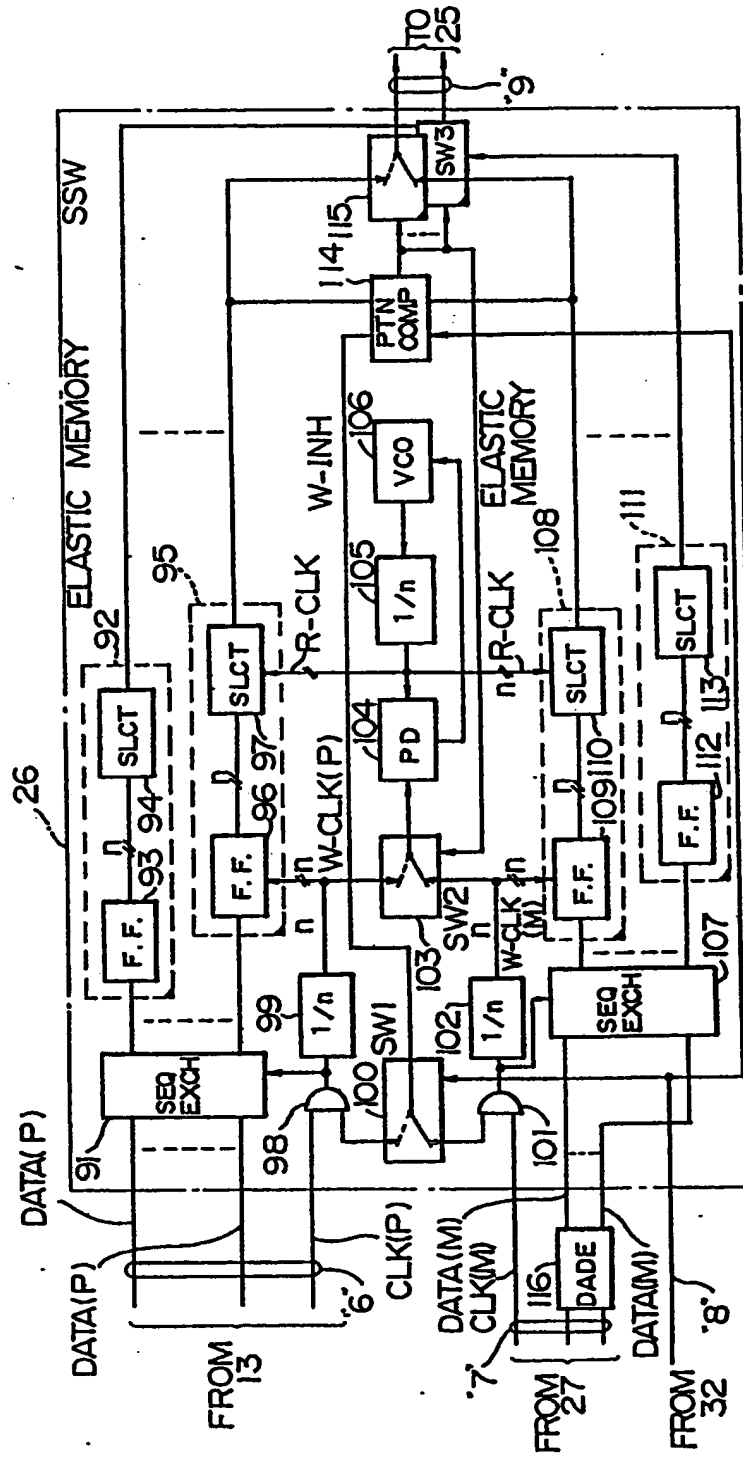 26
ELASTIC MEMORY
SSW
DATA(P)
DATA(P)
FROM
13
"6"
CLK(P)
91
SEQ
EXCH
92
F.F.
93
n
SLCT
94
95
F.F.
96
n
SLCT
97
98
99
1/n
n
n
W-CLK(P)
R-CLK
W-INH
100
SW1
103
SW2
104
PD
105
1/n
106
VCO
114
PTN
COMP
115
SW3
"9"
TO
25
101
102
1/n
n
n
W-CLK
(M)
n
R-CLK
ELASTIC
MEMORY
108
F.F.
109
n
SLCT
110
111
F.F.
112
n
SLCT
113
SEQ
EXCH
107
DATA(M)
CLK(M)
116
DADE
"7"
FROM
27
DATA(M)
"8"
FROM
32